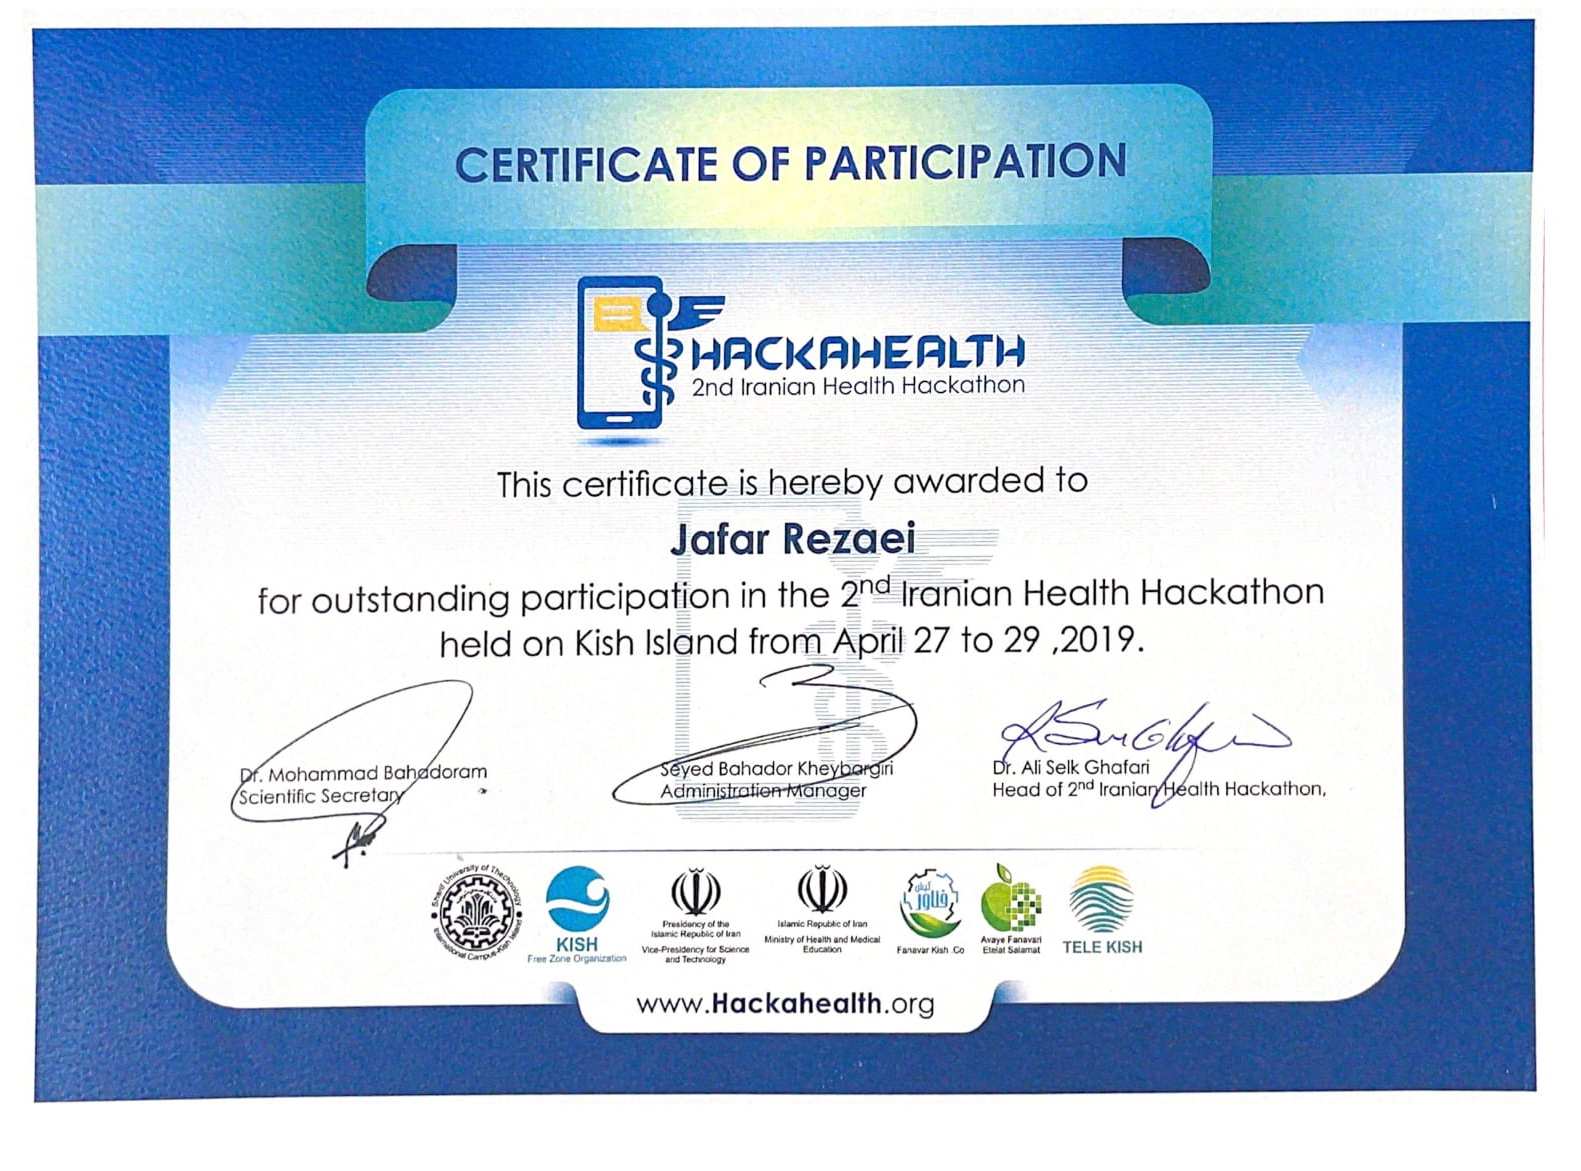 CERTIFICATE OF PARTICIPATION
HACKAHEALTH
2nd Iranian Health Hackathon
This certificate is hereby awarded to
Jafar Rezaei
for outstanding participation in the 2nd Iranian Health Hackathon
held on Kish Island from April 27 to 29 ,2019.
Dr. Mohammad Bahadoram
Scientific Secretary
Seyed Bahador Kheybargiri
Administration Manager
Dr. Ali Selk Ghafari
Head of 2nd Iranian Health Hackathon,
Sharif University of Technology
International Campus-Kish Island
KISH
Free Zone Organization
Presidency of the
Islamic Republic of Iran
Vice-Presidency for Science
and Technology
Islamic Republic of Iran
Ministry of Health and Medical
Education
کیش
فناور
Fanavar Kish .Co
Avaye Fanavari
Etelat Salamat
TELE KISH
www.Hackahealth.org